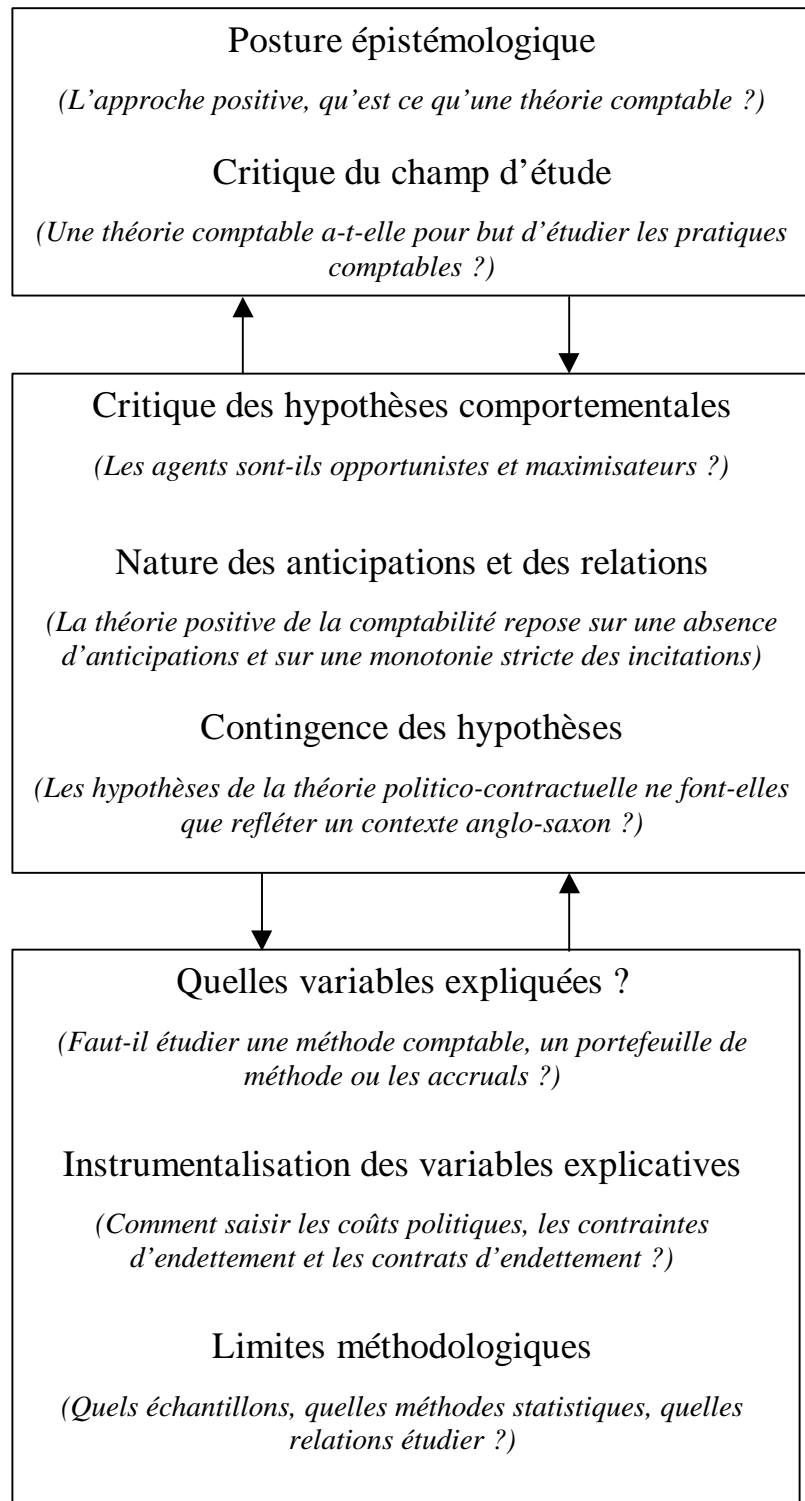 Posture épistémologique
(L'approche positive, qu'est ce qu'une théorie comptable ?)
Critique du champ d'étude
(Une théorie comptable a-t-elle pour but d'étudier les pratiques
comptables ?)
Critique des hypothèses comportementales
(Les agents sont-ils opportunistes et maximisateurs ?)
Nature des anticipations et des relations
(La théorie positive de la comptabilité repose sur une absence
d'anticipations et sur une monotonie stricte des incitations)
Contingence des hypothèses
(Les hypothèses de la théorie politico-contractuelle ne font-elles
que refléter un contexte anglo-saxon ?)
Quelles variables expliquées ?
(Faut-il étudier une méthode comptable, un portefeuille de
méthode ou les accruals ?)
Instrumentalisation des variables explicatives
(Comment saisir les coûts politiques, les contraintes
d'endettement et les contrats d'endettement ?)
Limites méthodologiques
(Quels échantillons, quelles méthodes statistiques, quelles
relations étudier ?)